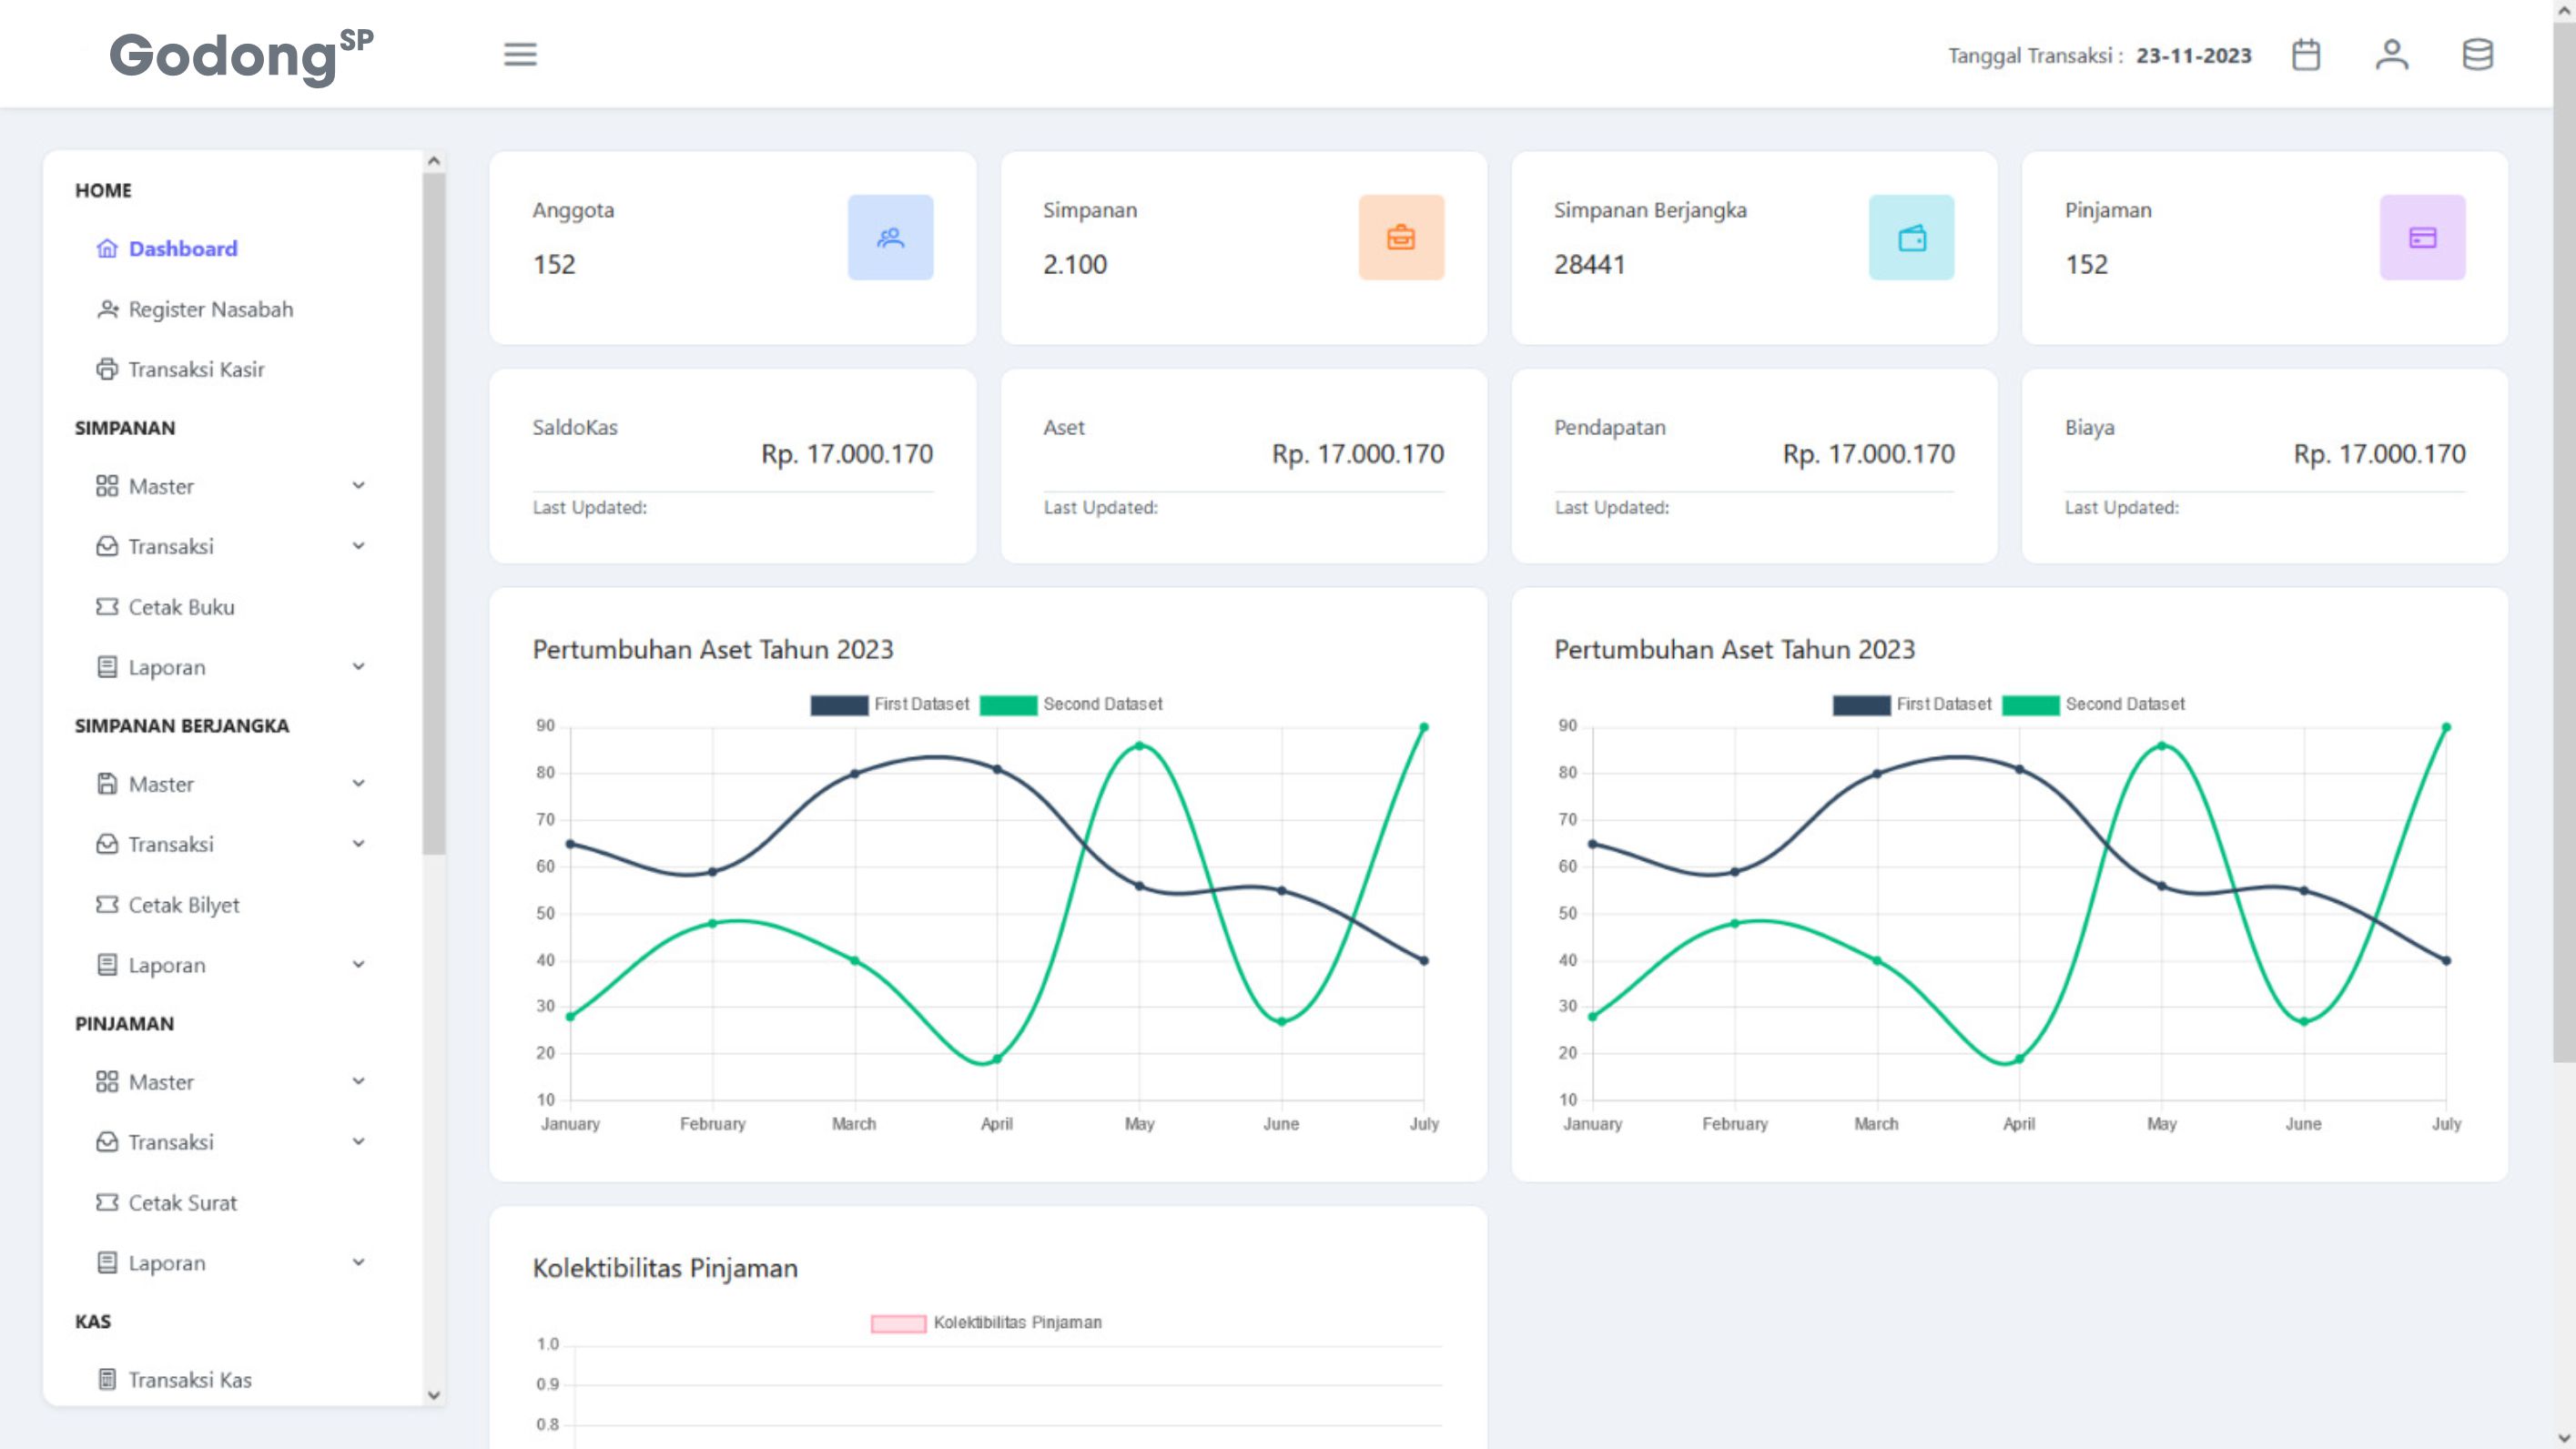 Godong SP
Tanggal Transaksi : 23-11-2023
HOME
Dashboard
Register Nasabah
Transaksi Kasir
SIMPANAN
Master
Transaksi
Cetak Buku
Laporan
SIMPANAN BERJANGKA
Master
Transaksi
Cetak Bilyet
Laporan
PINJAMAN
Master
Transaksi
Cetak Surat
Laporan
KAS
Transaksi Kas
Anggota
152
Simpanan
2.100
Simpanan Berjangka
28441
Pinjaman
152
SaldoKas
Rp. 17.000.170
Last Updated:
Aset
Rp. 17.000.170
Last Updated:
Pendapatan
Rp. 17.000.170
Last Updated:
Biaya
Rp. 17.000.170
Last Updated:
Pertumbuhan Aset Tahun 2023
First Dataset Second Dataset
90
80
70
60
50
40
30
20
10
January February March April May June July
Pertumbuhan Aset Tahun 2023
First Dataset Second Dataset
90
80
70
60
50
40
30
20
10
January February March April May June July
Kolektibilitas Pinjaman
Kolektibilitas Pinjaman
1.0
0.9
0.8